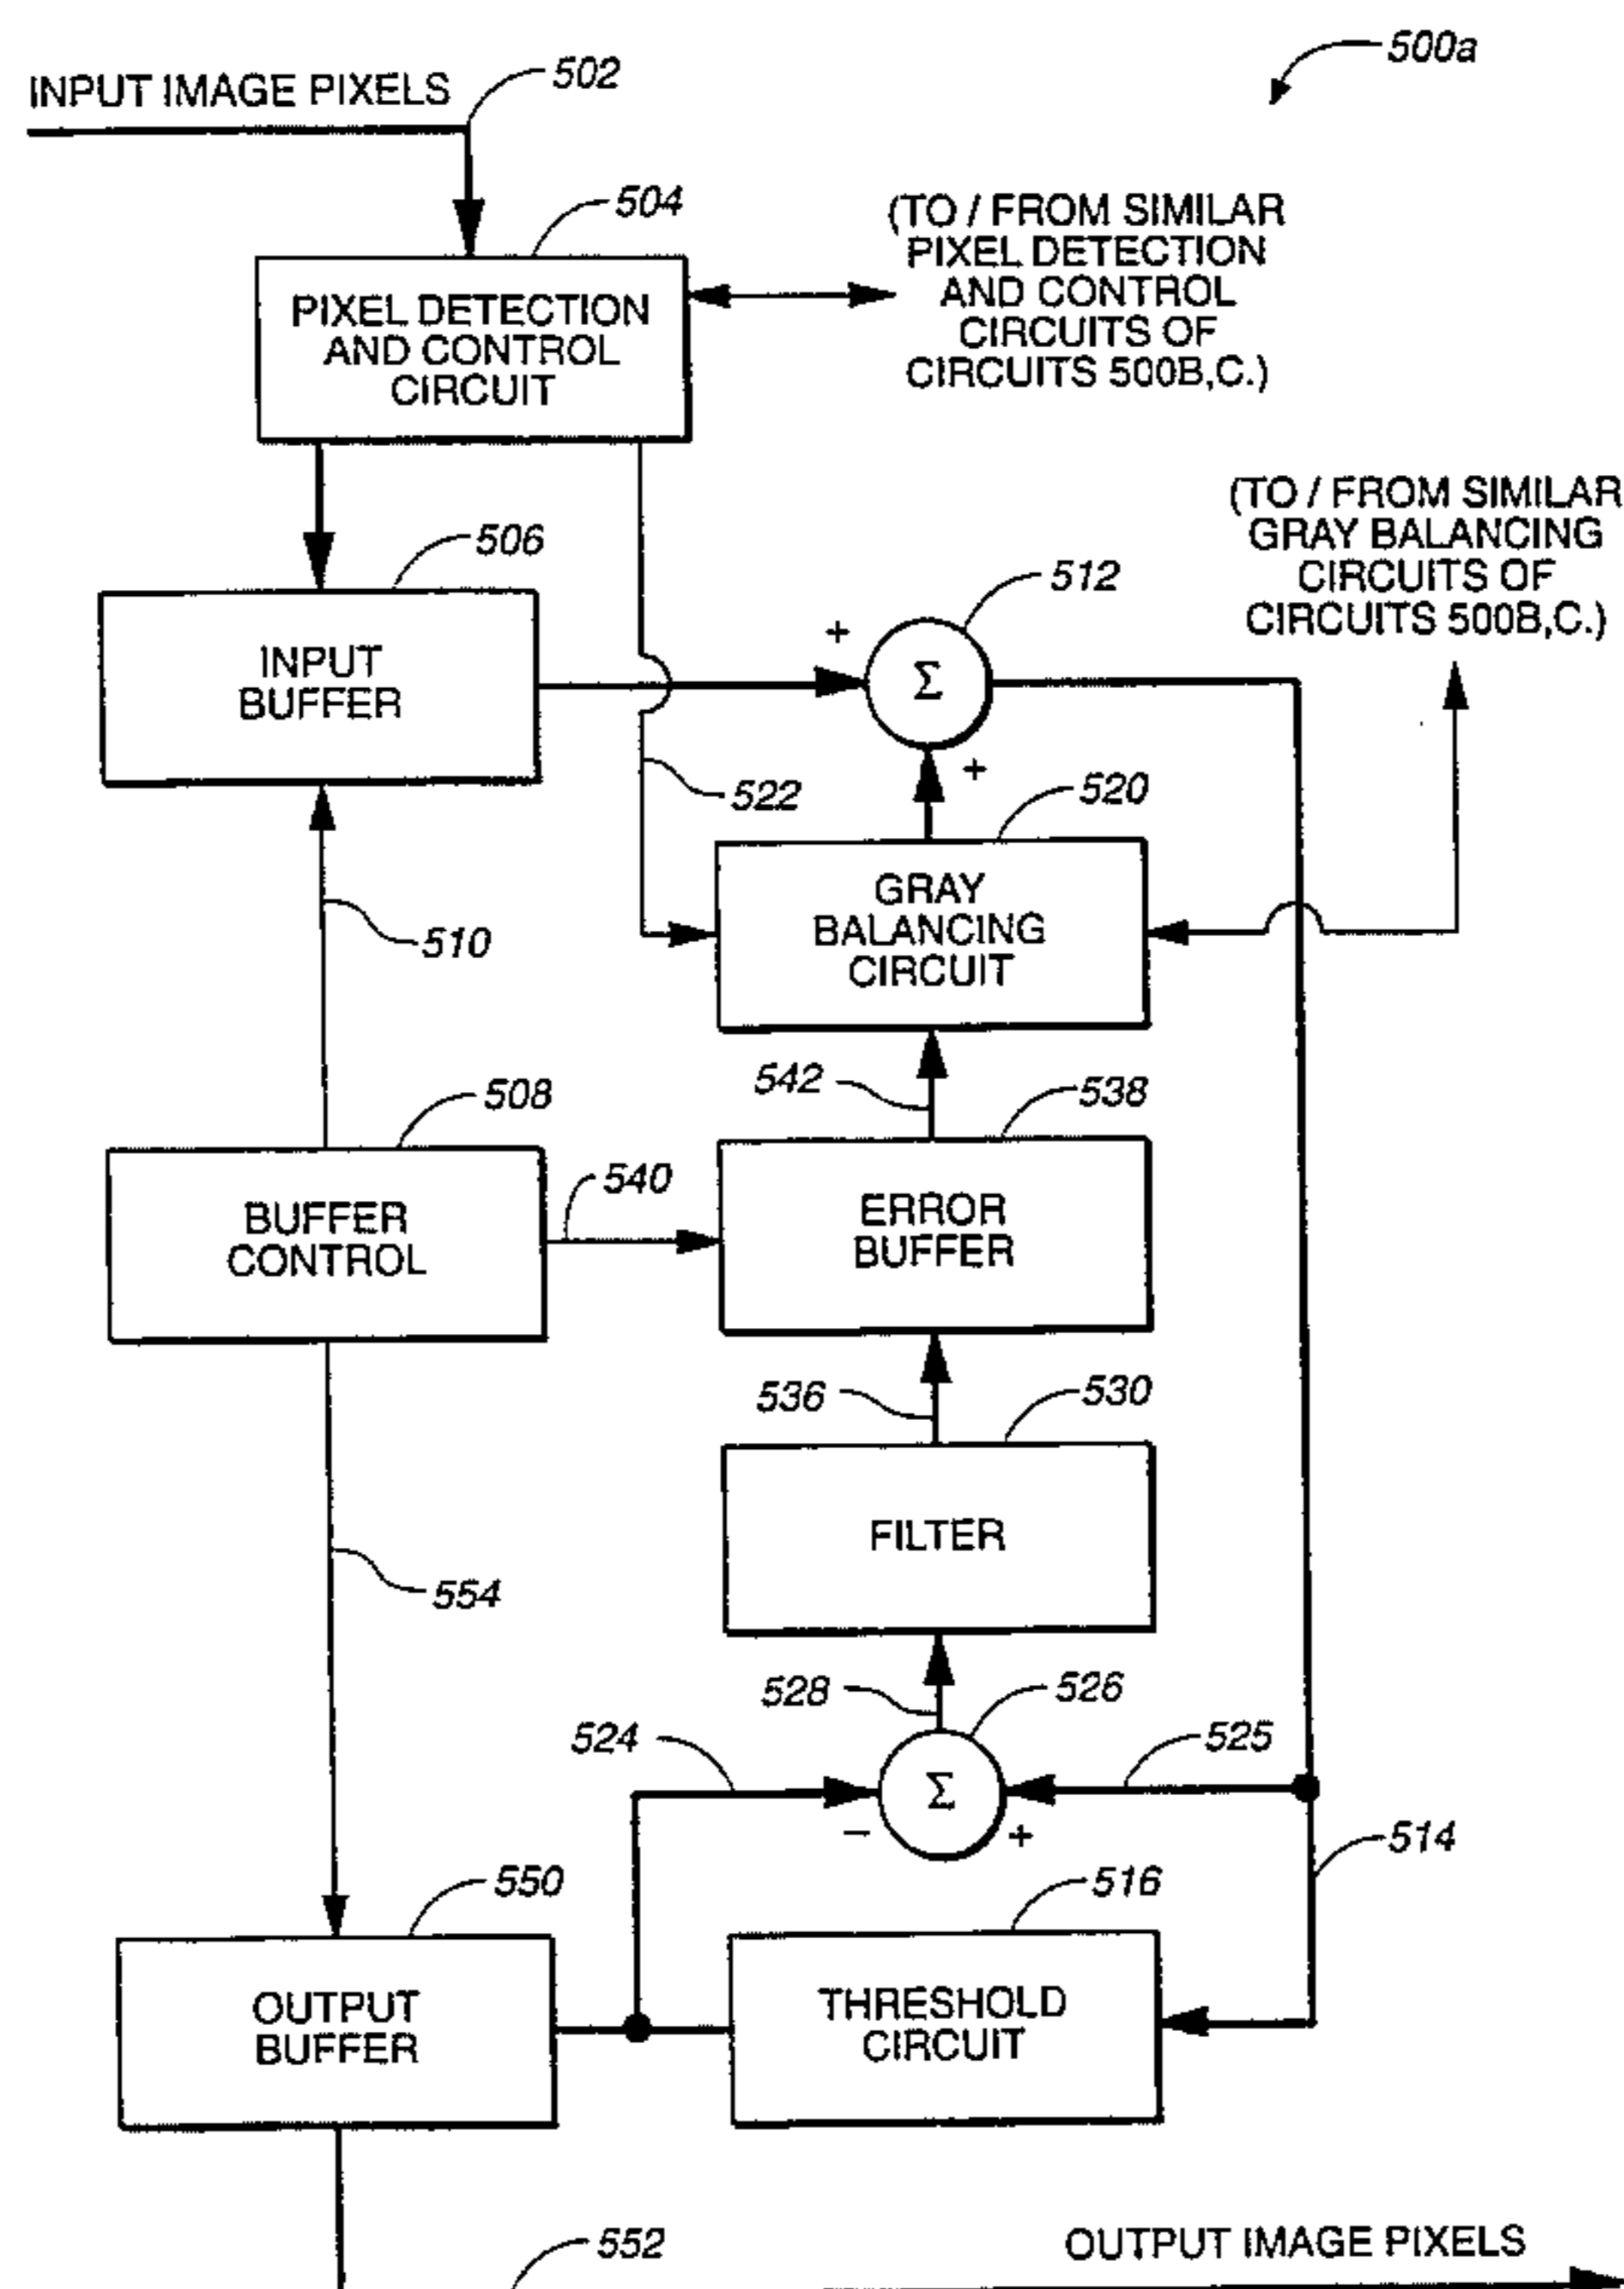 500a
INPUT IMAGE PIXELS
502
504
(TO / FROM SIMILAR
PIXEL DETECTION
AND CONTROL
CIRCUITS OF
CIRCUITS 500B,C.)
PIXEL DETECTION
AND CONTROL
CIRCUIT
(TO / FROM SIMILAR
GRAY BALANCING
CIRCUITS OF
CIRCUITS 500B,C.)
506
512
INPUT
BUFFER
+
Σ
+
522
520
GRAY
BALANCING
CIRCUIT
510
542
538
508
BUFFER
CONTROL
540
ERROR
BUFFER
536
530
FILTER
554
528
526
524
525
Σ
−
+
514
550
516
OUTPUT
BUFFER
THRESHOLD
CIRCUIT
552
OUTPUT IMAGE PIXELS